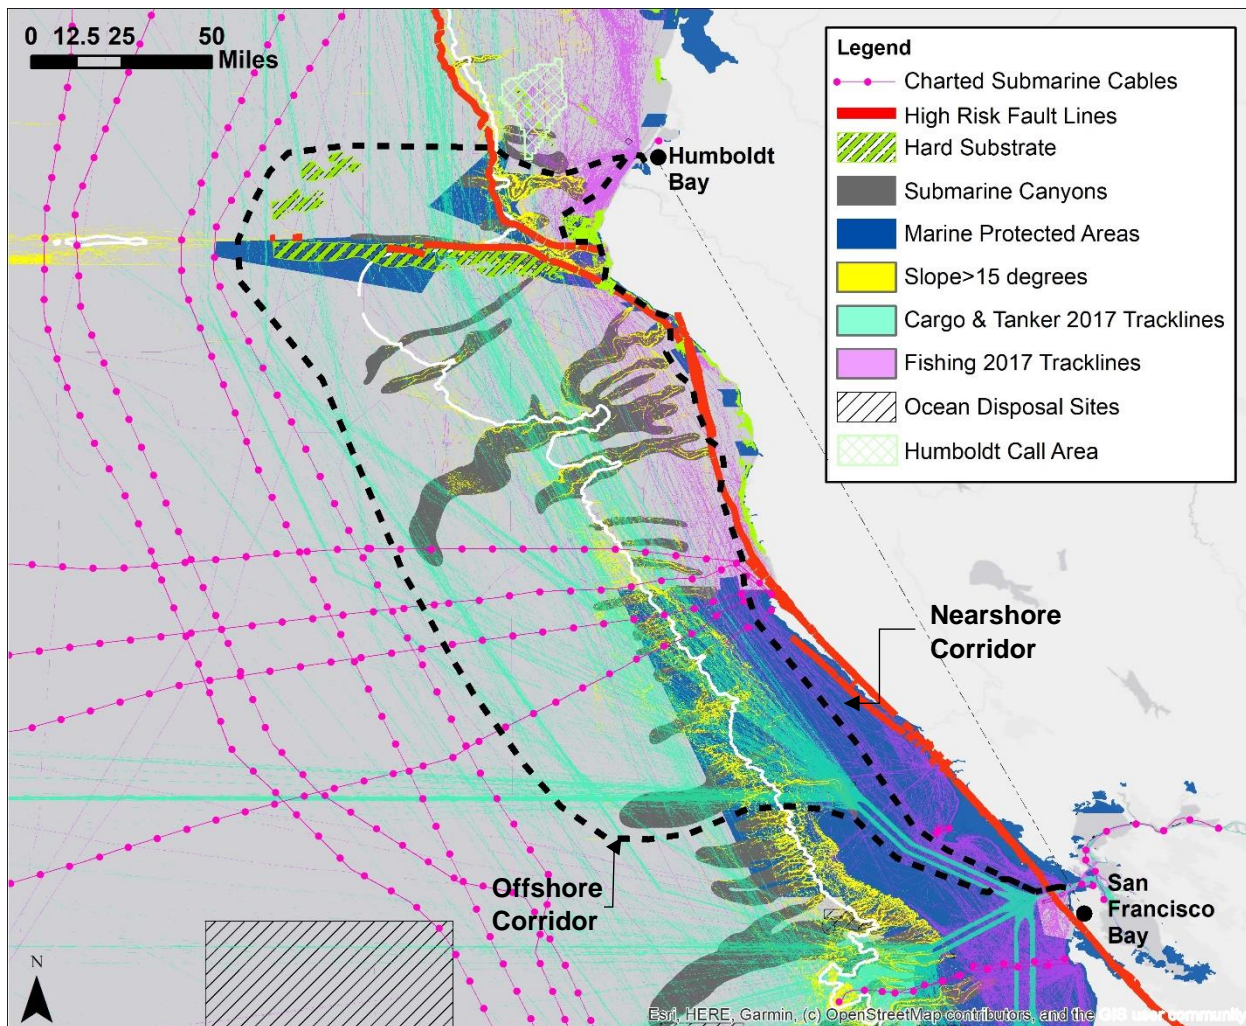 0 12.5 25 50
Miles
Legend
Charted Submarine Cables
High Risk Fault Lines
Hard Substrate
Submarine Canyons
Marine Protected Areas
Slope>15 degrees
Cargo & Tanker 2017 Tracklines
Fishing 2017 Tracklines
Ocean Disposal Sites
Humboldt Call Area
Humboldt
Bay
Nearshore
Corridor
Offshore
Corridor
San
Francisco
Bay
N
Esri, HERE, Garmin, (c) OpenStreetMap contributors, and the GIS user community